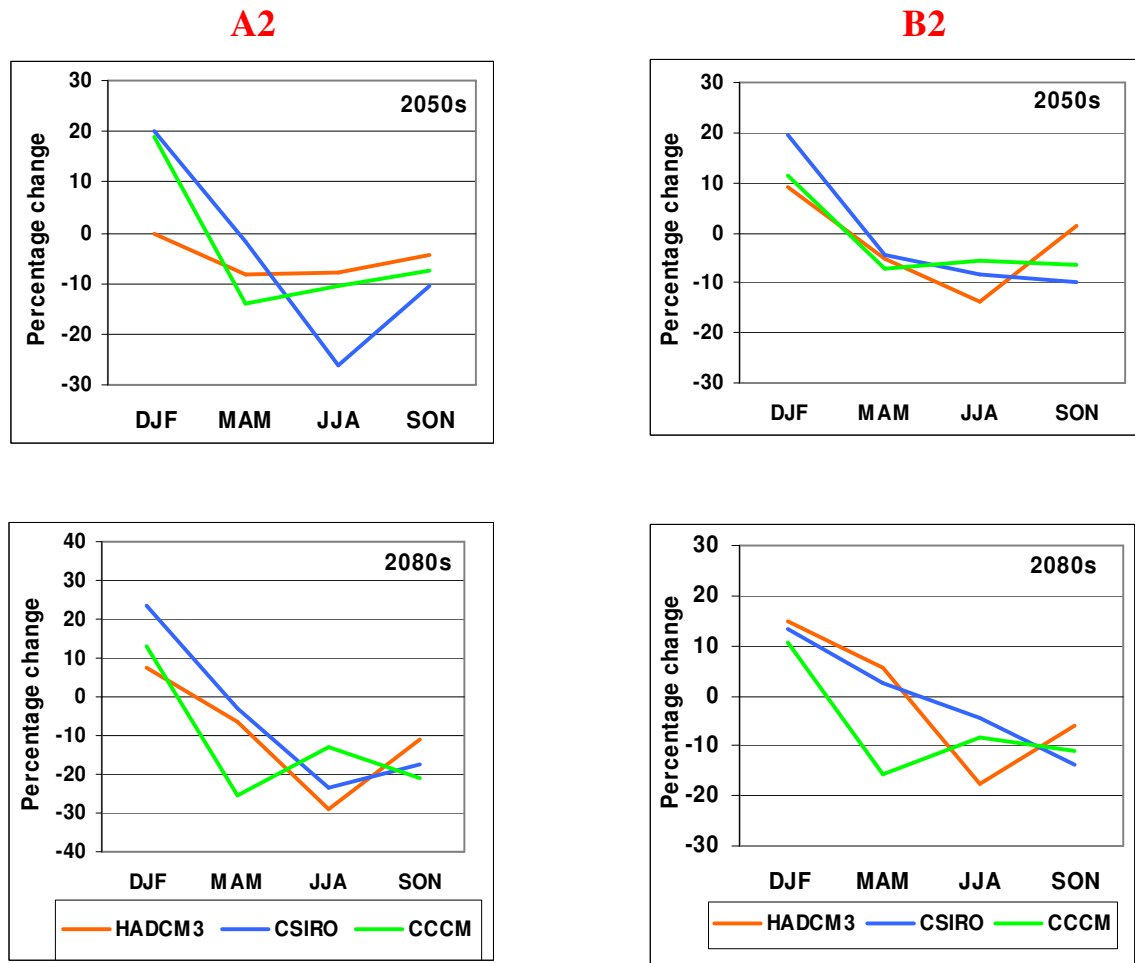 A2
B2
Percentage change
30
20
10
0
-10
-20
-30
2050s
DJF MAM JJA SON
Percentage change
30
20
10
0
-10
-20
-30
2050s
DJF MAM JJA SON
Percentage change
40
30
20
10
0
-10
-20
-30
-40
2080s
DJF MAM JJA SON
HADCM3 CSIRO CCCM
Percentage change
30
20
10
0
-10
-20
-30
2080s
DJF MAM JJA SON
HADCM3 CSIRO CCCM